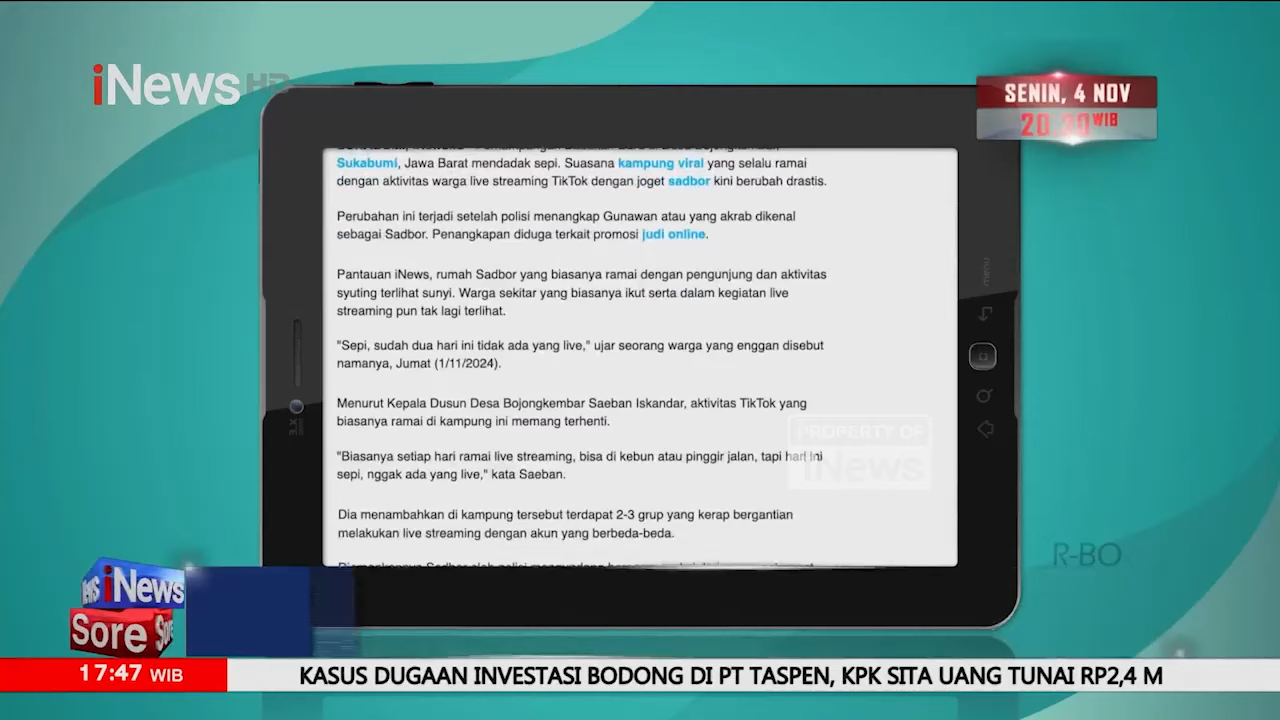 iNews HD
SENIN, 4 NOV
20.30 WIB
Sukabumi, Jawa Barat mendadak sepi. Suasana kampung viral yang selalu ramai
dengan aktivitas warga live streaming TikTok dengan joget sadbor kini berubah drastis.
Perubahan ini terjadi setelah polisi menangkap Gunawan atau yang akrab dikenal
sebagai Sadbor. Penangkapan diduga terkait promosi judi online.
Pantauan iNews, rumah Sadbor yang biasanya ramai dengan pengunjung dan aktivitas
syuting terlihat sunyi. Warga sekitar yang biasanya ikut serta dalam kegiatan live
streaming pun tak lagi terlihat.
"Sepi, sudah dua hari ini tidak ada yang live," ujar seorang warga yang enggan disebut
namanya, Jumat (1/11/2024).
Menurut Kepala Dusun Desa Bojongkembar Saeban Iskandar, aktivitas TikTok yang
biasanya ramai di kampung ini memang terhenti.
"Biasanya setiap hari ramai live streaming, bisa di kebun atau pinggir jalan, tapi hari ini
sepi, nggak ada yang live," kata Saeban.
Dia menambahkan di kampung tersebut terdapat 2-3 grup yang kerap bergantian
melakukan live streaming dengan akun yang berbeda-beda.
PROPERTY OF
iNews
menu
R-BO
iNews
Sore
17:47 WIB
KASUS DUGAAN INVESTASI BODONG DI PT TASPEN, KPK SITA UANG TUNAI RP2,4 M